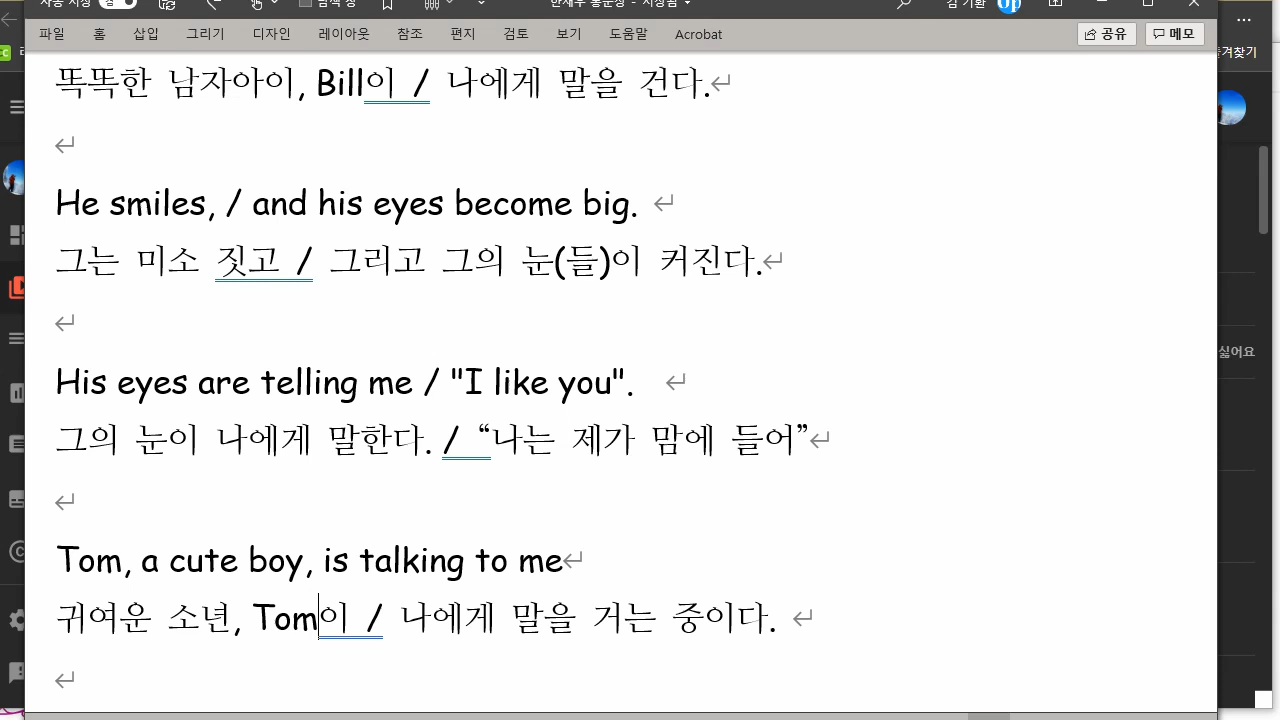 파일 홈 삽입 그리기 디자인 레이아웃 참조 편지 검토 보기 도움말 Acrobat 공유 메모
똑똑한 남자아이, Bill이 / 나에게 말을 건다.
He smiles, / and his eyes become big.
그는 미소 짓고 / 그리고 그의 눈(들)이 커진다.
His eyes are telling me / "I like you".
그의 눈이 나에게 말한다. / “나는 제가 맘에 들어”
싫어요
Tom, a cute boy, is talking to me
귀여운 소년, Tom이 / 나에게 말을 거는 중이다.